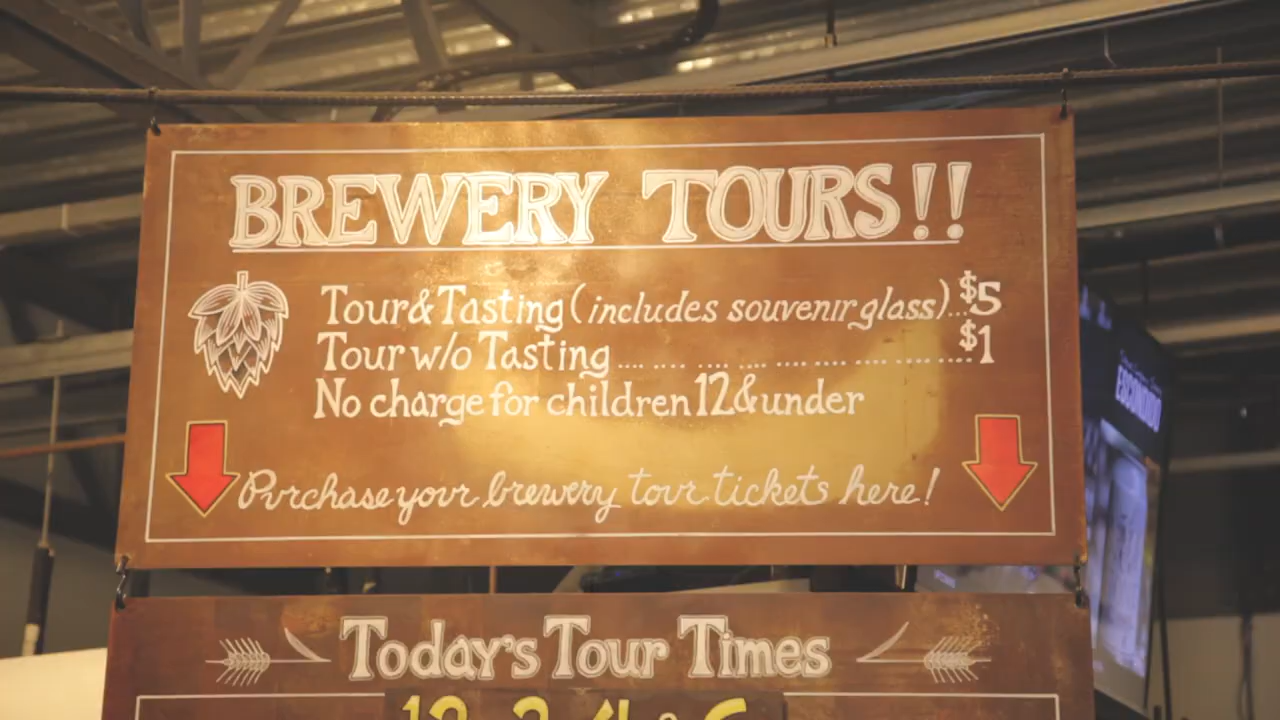 BREWERY TOURS!!
Tour & Tasting (includes souvenir glass)...$5
Tour w/o Tasting .... .... .... .... .... .... .... ....$1
No charge for children 12 & under
Purchase your brewery tour tickets here!
ESCONDIDO
Today's Tour Times